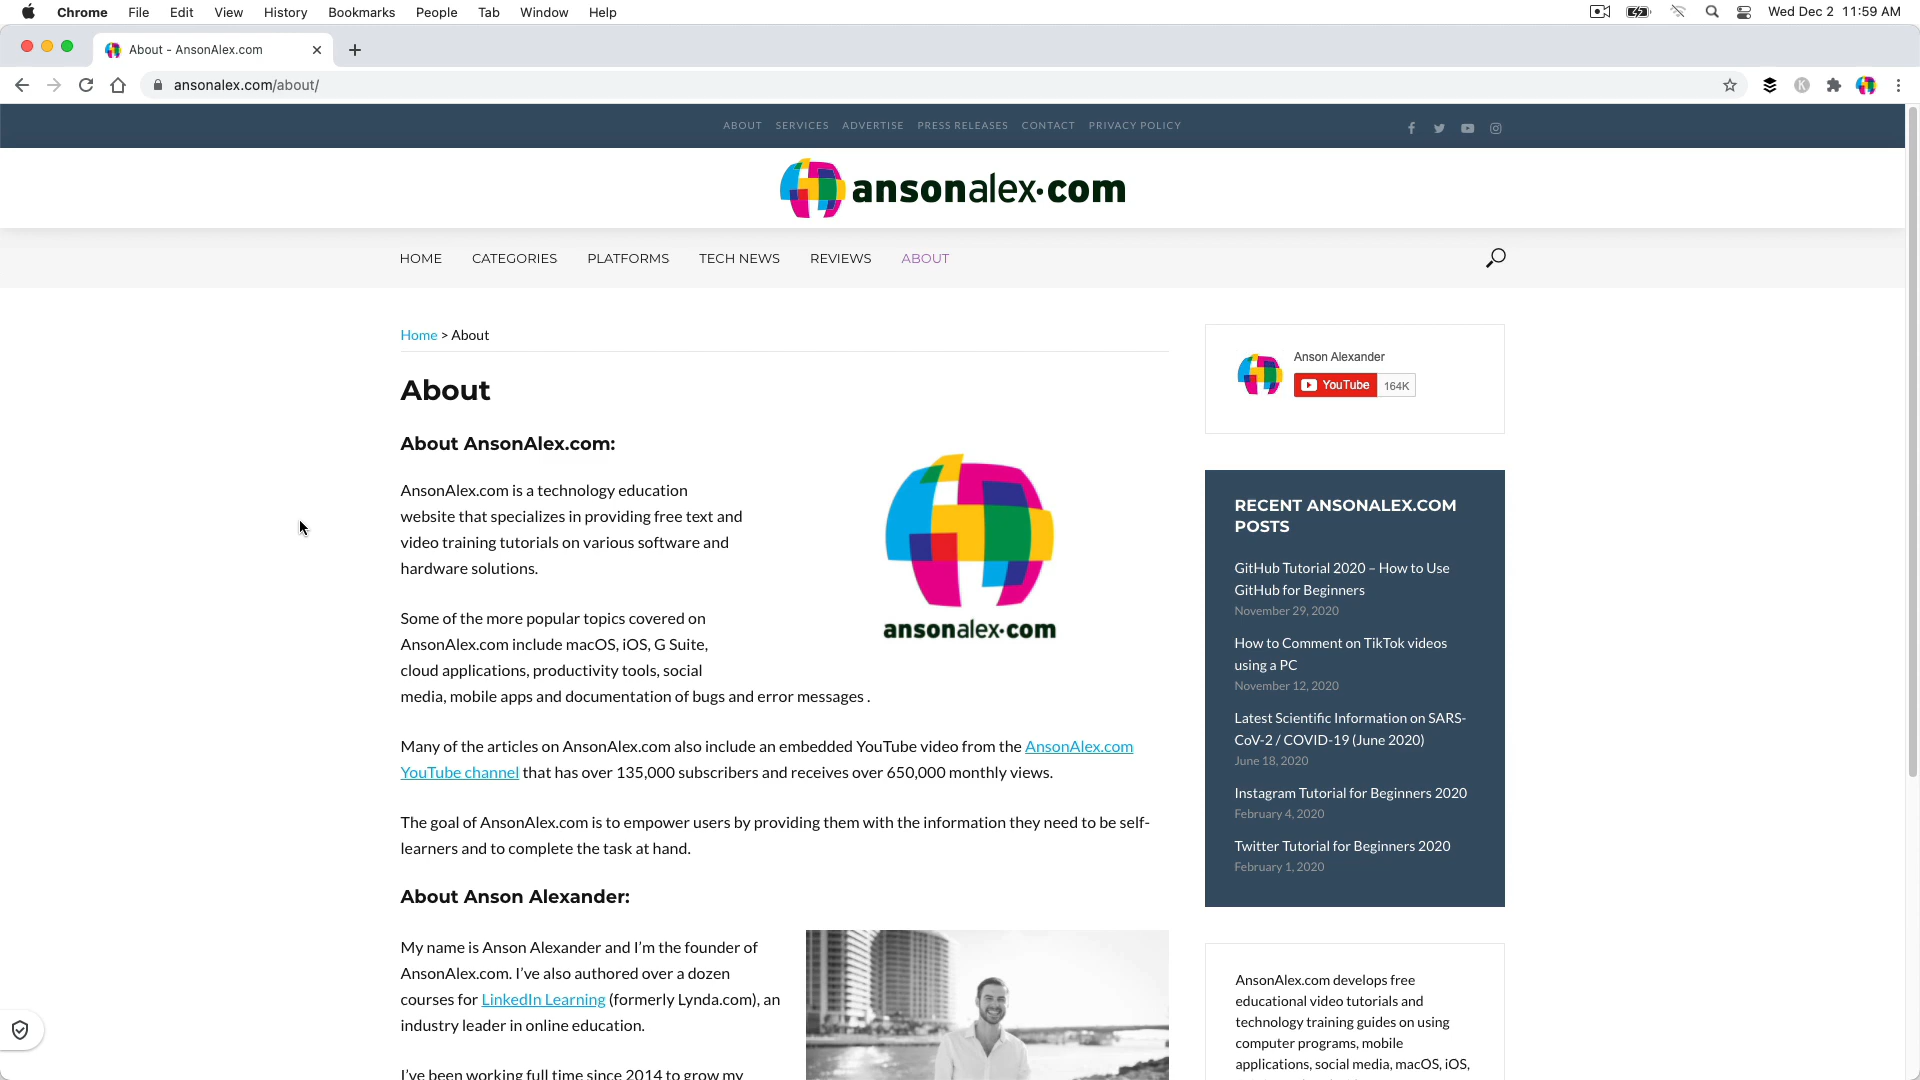 Chrome File Edit View History Bookmarks People Tab Window Help Wed Dec 2 11:59 AM
About - AnsonAlex.com
ansonalex.com/about/
ABOUT SERVICES ADVERTISE PRESS RELEASES CONTACT PRIVACY POLICY
ansonalex.com
HOME CATEGORIES PLATFORMS TECH NEWS REVIEWS ABOUT
Home > About
About
About AnsonAlex.com:
AnsonAlex.com is a technology education
website that specializes in providing free text and
video training tutorials on various software and
hardware solutions.
ansonalex.com
Some of the more popular topics covered on
AnsonAlex.com include macOS, iOS, G Suite,
cloud applications, productivity tools, social
media, mobile apps and documentation of bugs and error messages .
Many of the articles on AnsonAlex.com also include an embedded YouTube video from the AnsonAlex.com
YouTube channel that has over 135,000 subscribers and receives over 650,000 monthly views.
The goal of AnsonAlex.com is to empower users by providing them with the information they need to be self-
learners and to complete the task at hand.
About Anson Alexander:
My name is Anson Alexander and I’m the founder of
AnsonAlex.com. I’ve also authored over a dozen
courses for LinkedIn Learning (formerly Lynda.com), an
industry leader in online education.
I’ve been working full time since 2014 to grow my
Anson Alexander
YouTube 164K
RECENT ANSONALEX.COM
POSTS
GitHub Tutorial 2020 – How to Use
GitHub for Beginners
November 29, 2020
How to Comment on TikTok videos
using a PC
November 12, 2020
Latest Scientific Information on SARS-
CoV-2 / COVID-19 (June 2020)
June 18, 2020
Instagram Tutorial for Beginners 2020
February 4, 2020
Twitter Tutorial for Beginners 2020
February 1, 2020
AnsonAlex.com develops free
educational video tutorials and
technology training guides on using
computer programs, mobile
applications, social media, macOS, iOS,